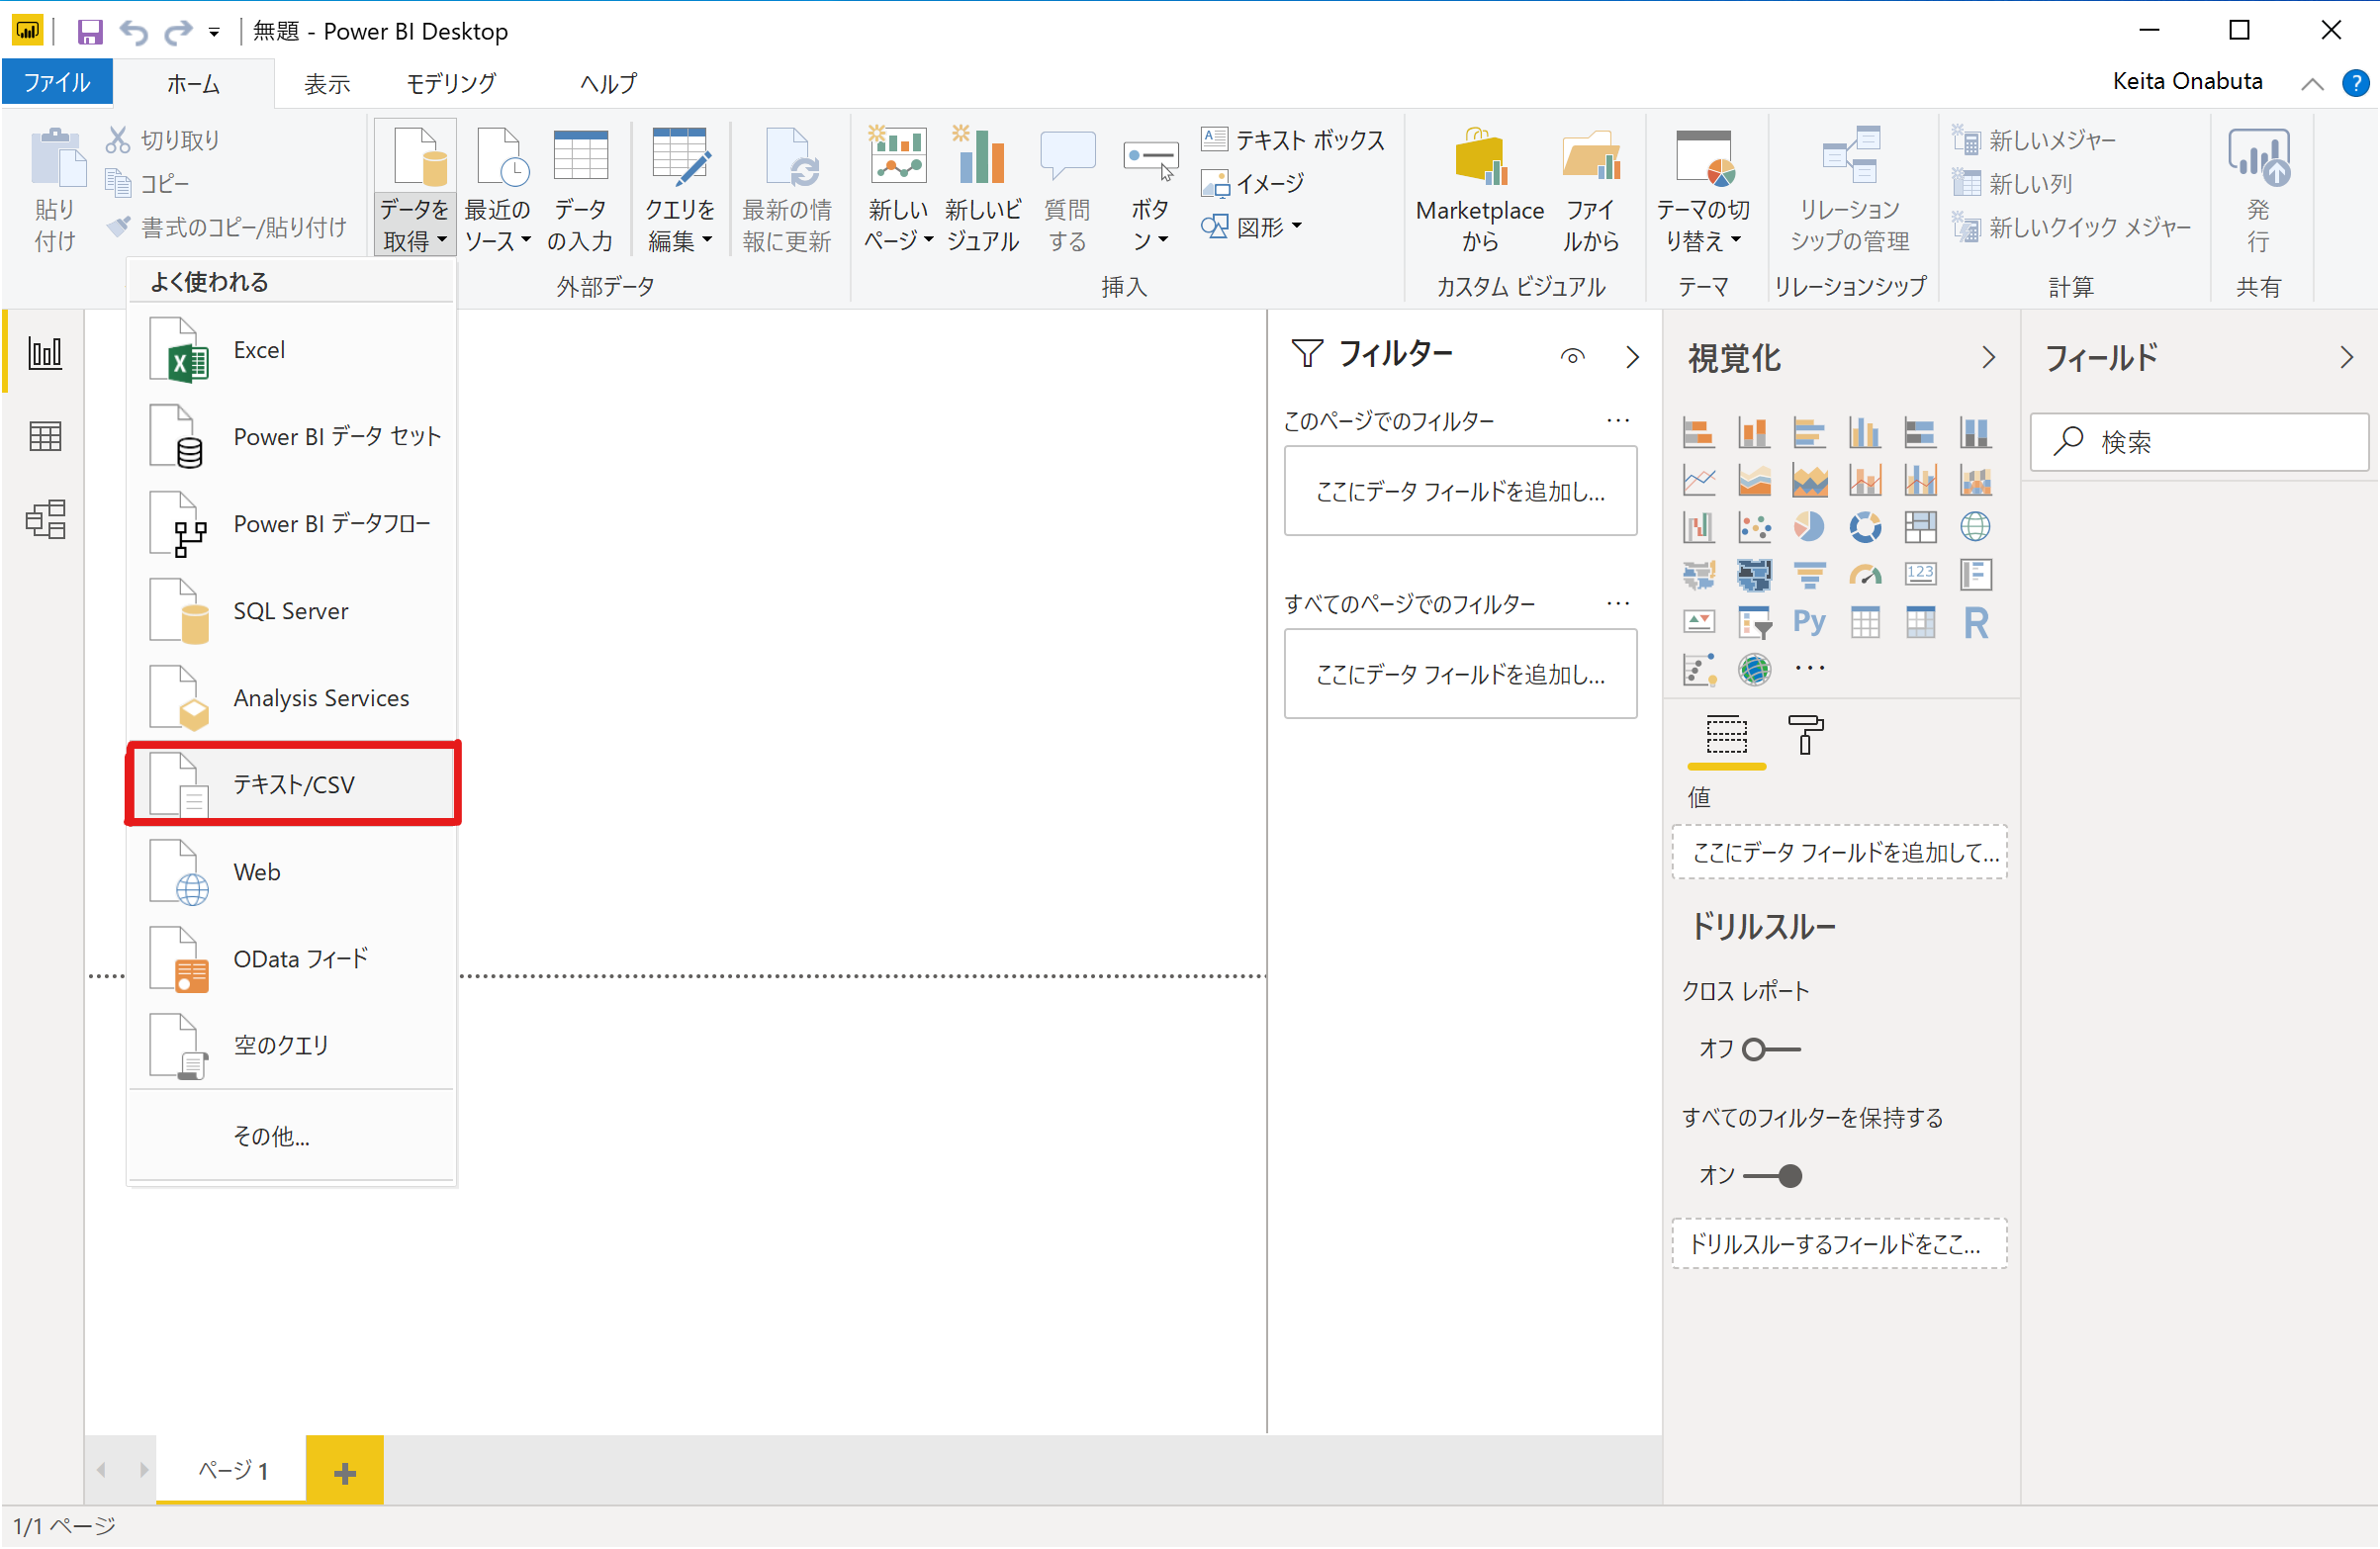 無題 - Power BI Desktop
ファイル
ホーム
表示
モデリング
ヘルプ
Keita Onabuta
?
貼り
付け
切り取り
コピー
書式のコピー/貼り付け
データを
取得
最近の
ソース
データ
の入力
クエリを
編集
最新の情
報に更新
外部データ
新しい
ページ
新しいビ
ジュアル
質問
する
ボタ
ン
テキスト ボックス
イメージ
図形
挿入
Marketplace
から
ファイ
ルから
カスタム ビジュアル
テーマの切
り替え
テーマ
リレーション
シップの管理
リレーションシップ
新しいメジャー
新しい列
新しいクイック メジャー
計算
発
行
共有
よく使われる
Excel
Power BI データ セット
Power BI データフロー
SQL Server
Analysis Services
テキスト/CSV
Web
OData フィード
空のクエリ
その他...
フィルター
このページでのフィルター
...
ここにデータ フィールドを追加し...
すべてのページでのフィルター
...
ここにデータ フィールドを追加し...
視覚化
123
Py
R
...
値
ここにデータ フィールドを追加して...
ドリルスルー
クロス レポート
オフ
すべてのフィルターを保持する
オン
ドリルスルーするフィールドをここ...
フィールド
検索
ページ 1
1/1 ページ